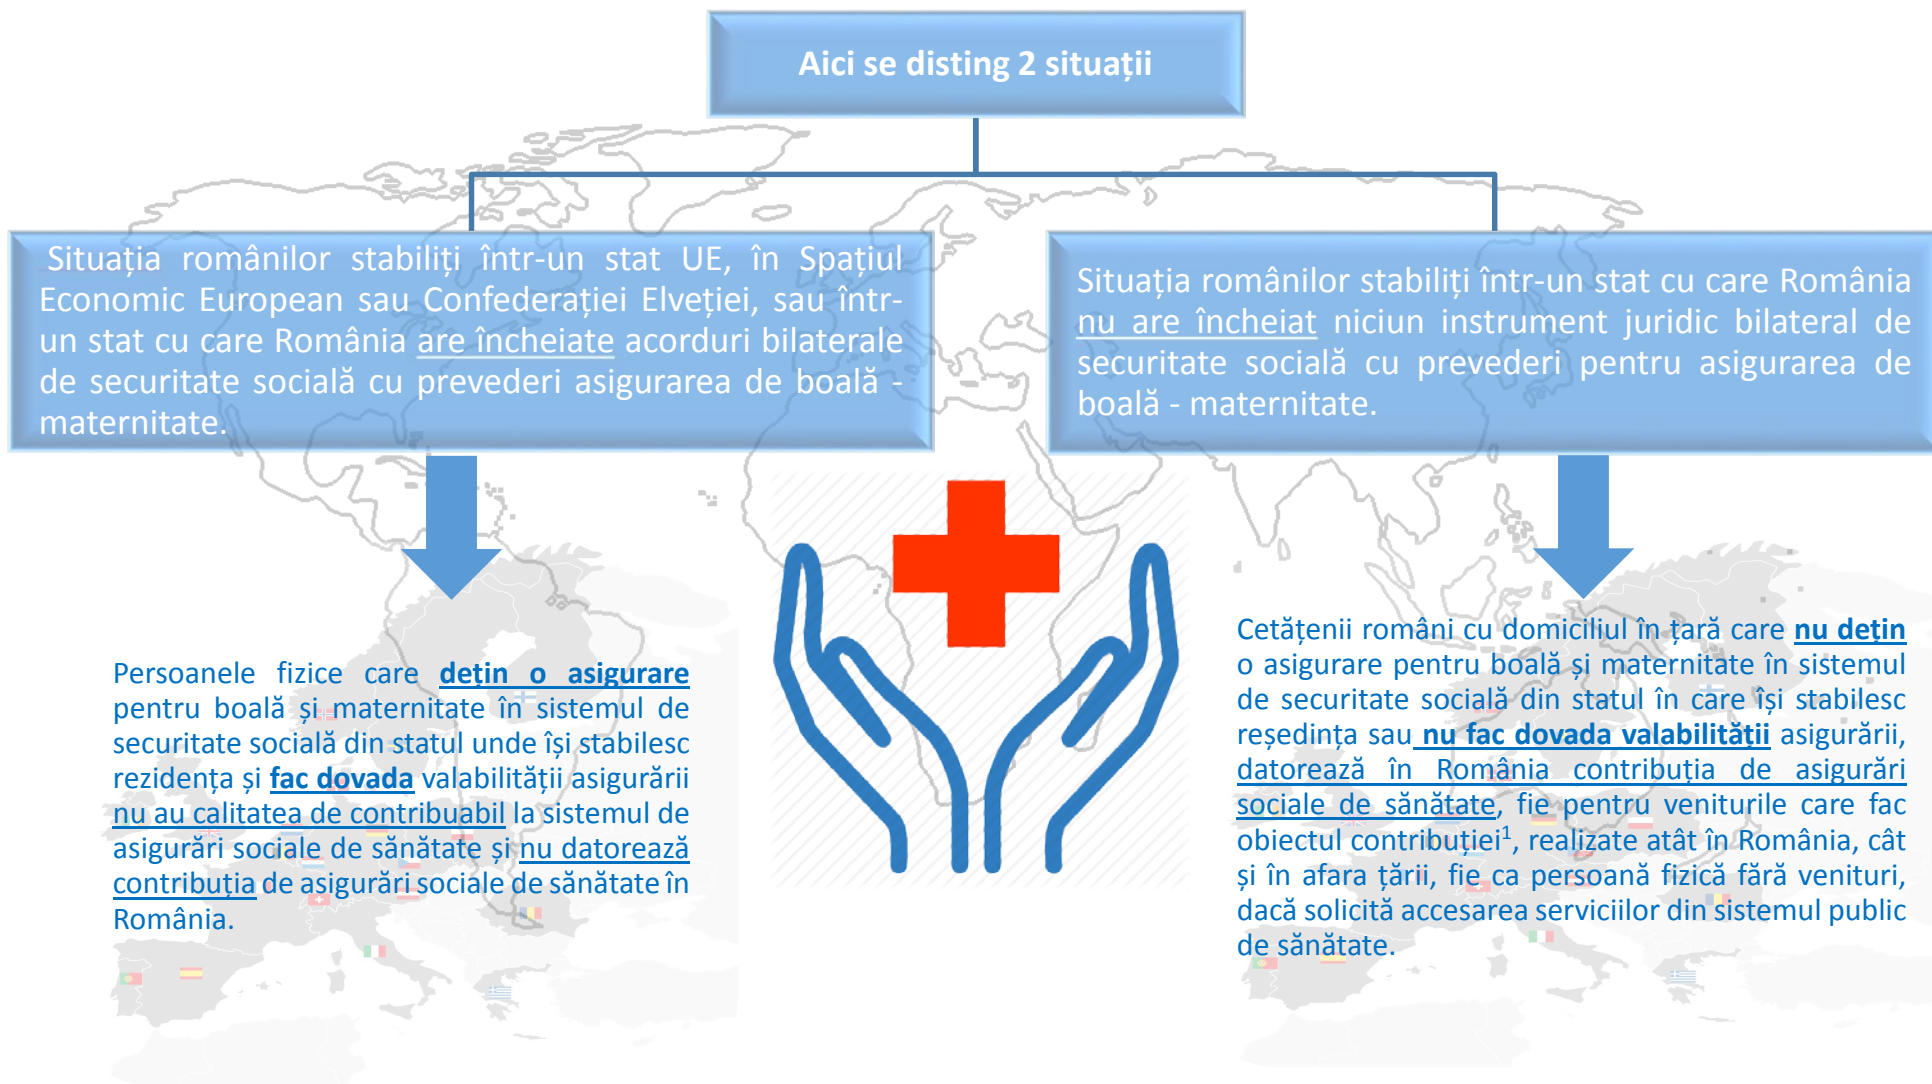 Aici se disting 2 situații
Situația românilor stabiliți într-un stat UE, în Spațiul
Economic European sau Confederației Elveției, sau într-
un stat cu care România are încheiate acorduri bilaterale
de securitate socială cu prevederi asigurarea de boală -
maternitate.
Situația românilor stabiliți într-un stat cu care România
nu are încheiat niciun instrument juridic bilateral de
securitate socială cu prevederi pentru asigurarea de
boală - maternitate.
Persoanele fizice care dețin o asigurare
pentru boală și maternitate în sistemul de
securitate socială din statul unde își stabilesc
rezidența și fac dovada valabilității asigurării
nu au calitatea de contribuabil la sistemul de
asigurări sociale de sănătate și nu datorează
contribuția de asigurări sociale de sănătate în
România.
Cetățenii români cu domiciliul în țară care nu dețin
o asigurare pentru boală și maternitate în sistemul
de securitate socială din statul în care își stabilesc
reședința sau nu fac dovada valabilității asigurării,
datorează în România contribuția de asigurări
sociale de sănătate, fie pentru veniturile care fac
obiectul contribuției¹, realizate atât în România, cât
și în afara țării, fie ca persoană fizică fără venituri,
dacă solicită accesarea serviciilor din sistemul public
de sănătate.